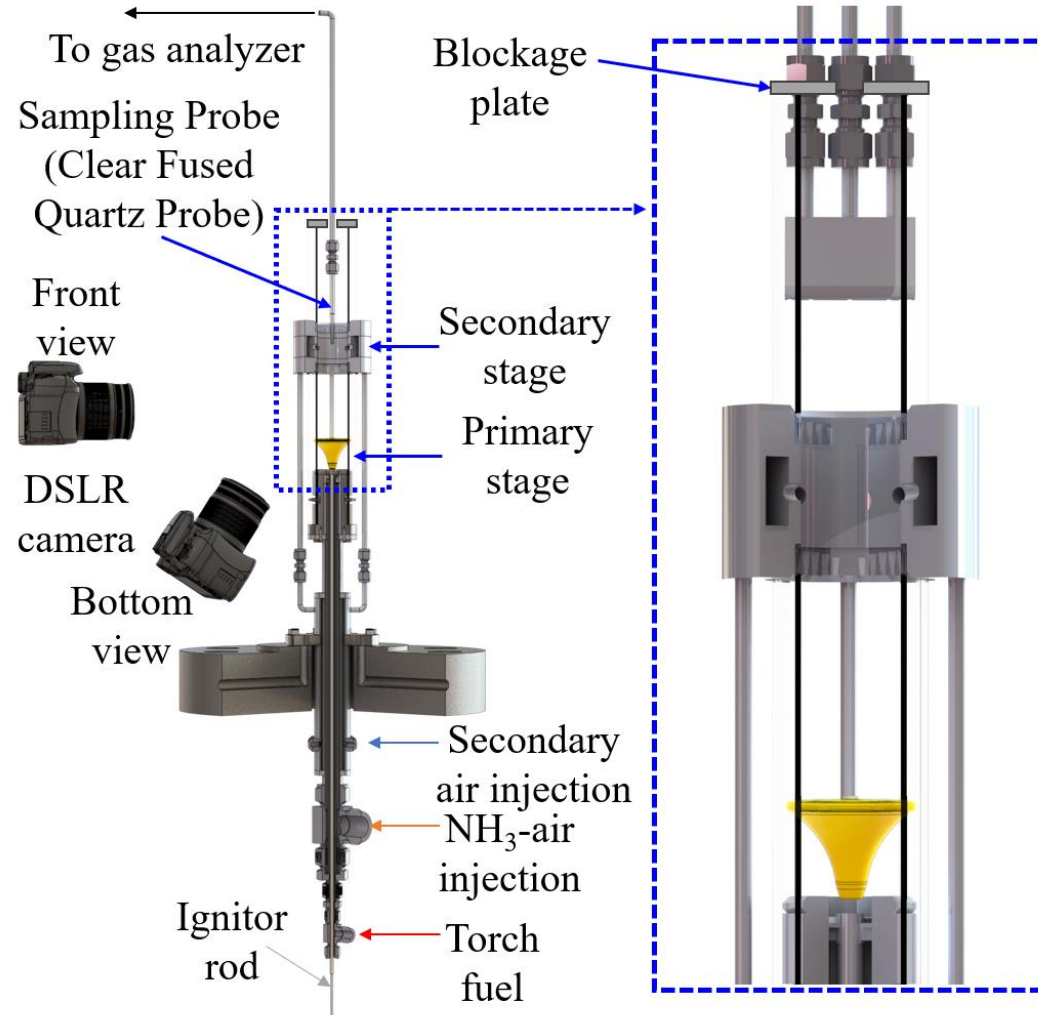 To gas analyzer
Sampling Probe
(Clear Fused
Quartz Probe)
Blockage
plate
Front
view
Secondary
stage
Primary
stage
DSLR
camera
Bottom
view
Secondary
air injection
NH₃-air
injection
Ignitor
rod
Torch
fuel